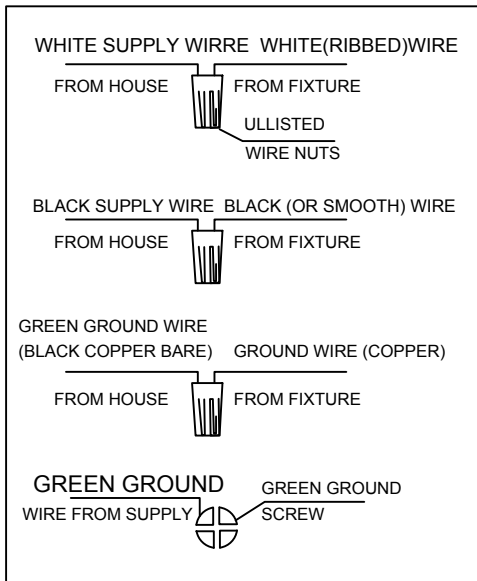 WHITE SUPPLY WIRRE WHITE(RIBBED)WIRE
FROM HOUSE FROM FIXTURE
ULLISTED
WIRE NUTS
BLACK SUPPLY WIRE BLACK (OR SMOOTH) WIRE
FROM HOUSE FROM FIXTURE
GREEN GROUND WIRE
(BLACK COPPER BARE) GROUND WIRE (COPPER)
FROM HOUSE FROM FIXTURE
GREEN GROUND
WIRE FROM SUPPLY
GREEN GROUND
SCREW